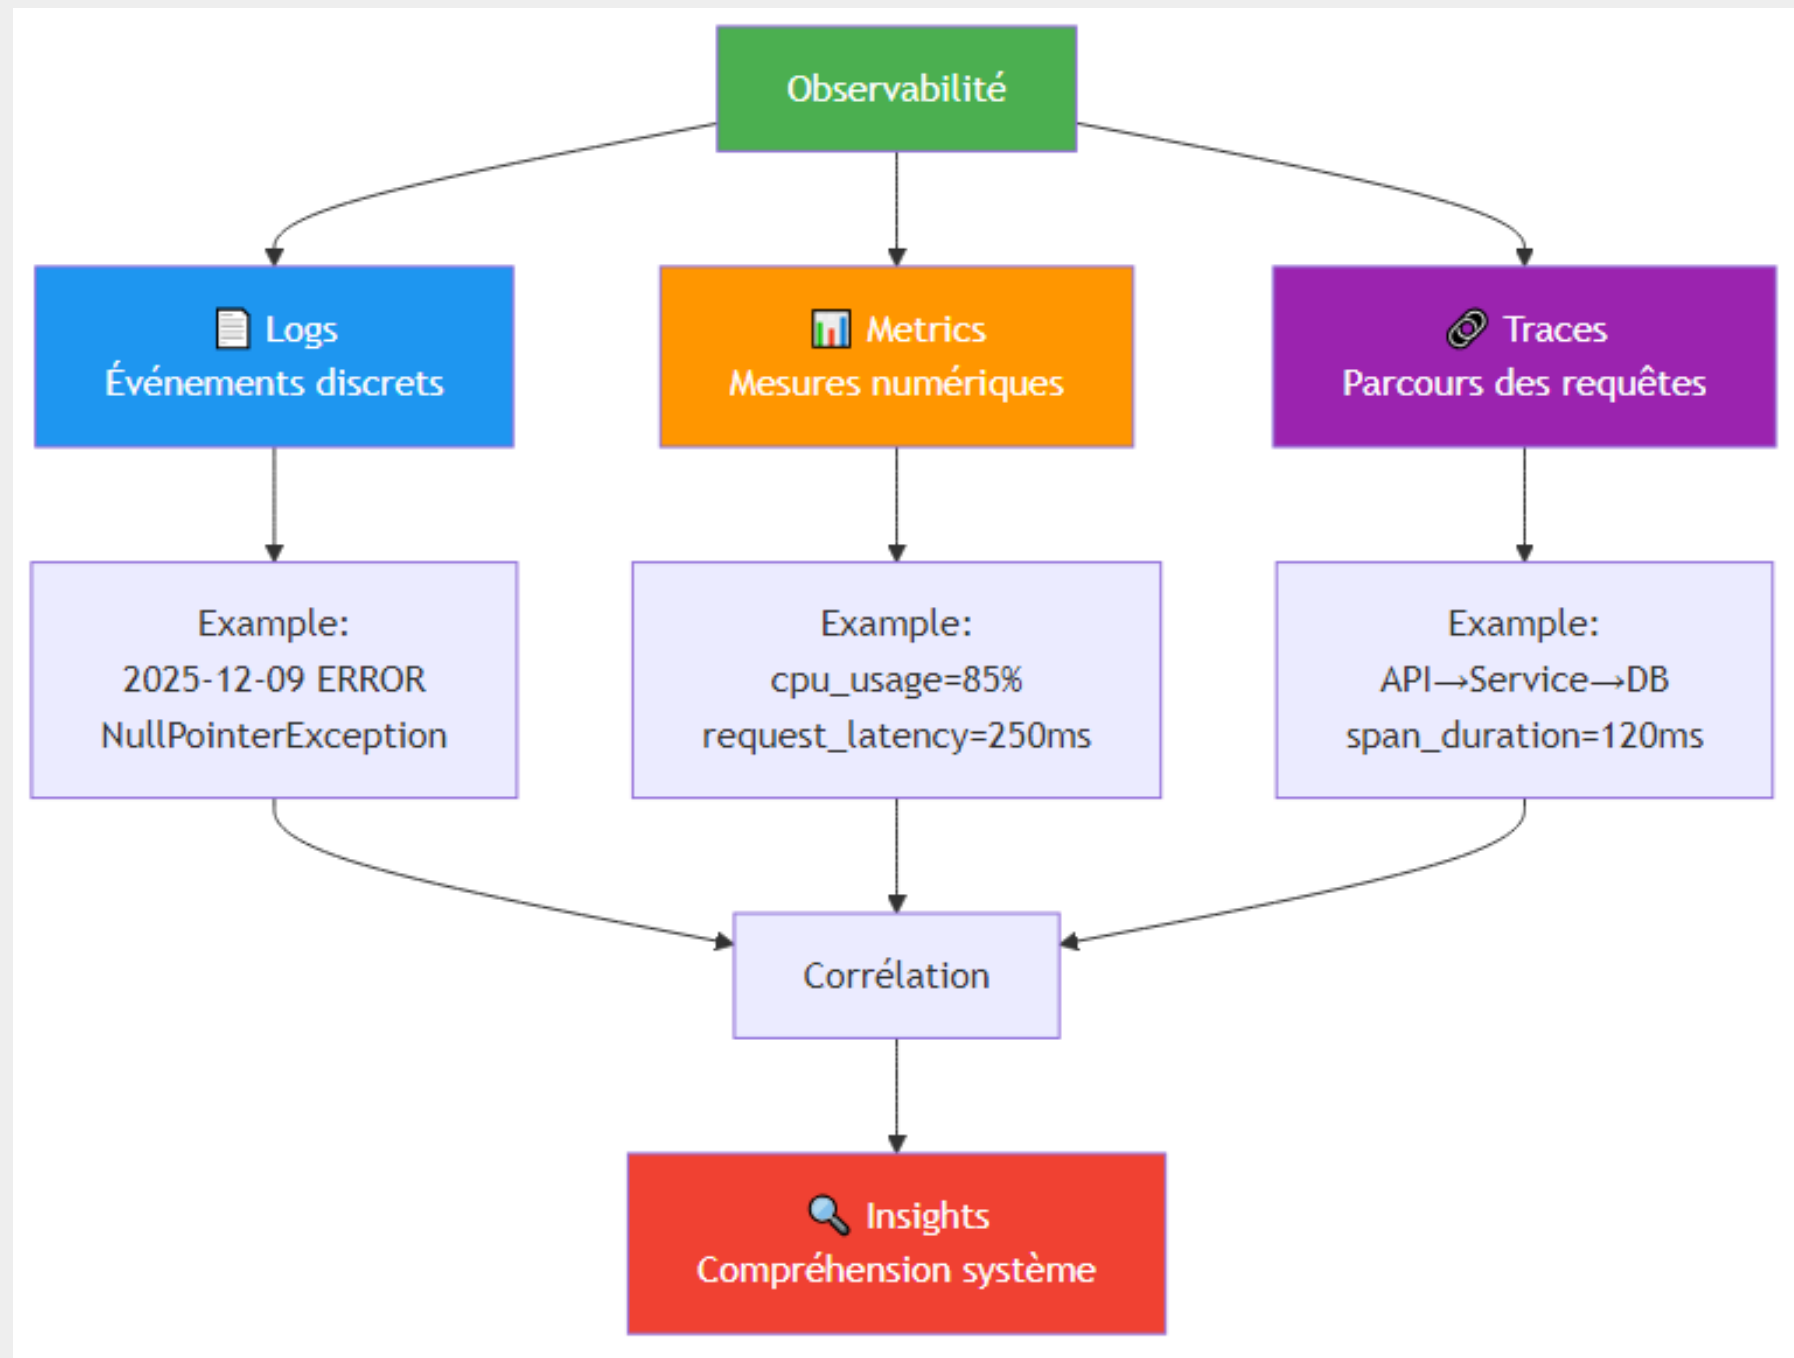 Observabilité
📄 Logs
Événements discrets
📊 Metrics
Mesures numériques
🔗 Traces
Parcours des requêtes
Example:
2025-12-09 ERROR
NullPointerException
Example:
cpu_usage=85%
request_latency=250ms
Example:
API→Service→DB
span_duration=120ms
Corrélation
🔍 Insights
Compréhension système